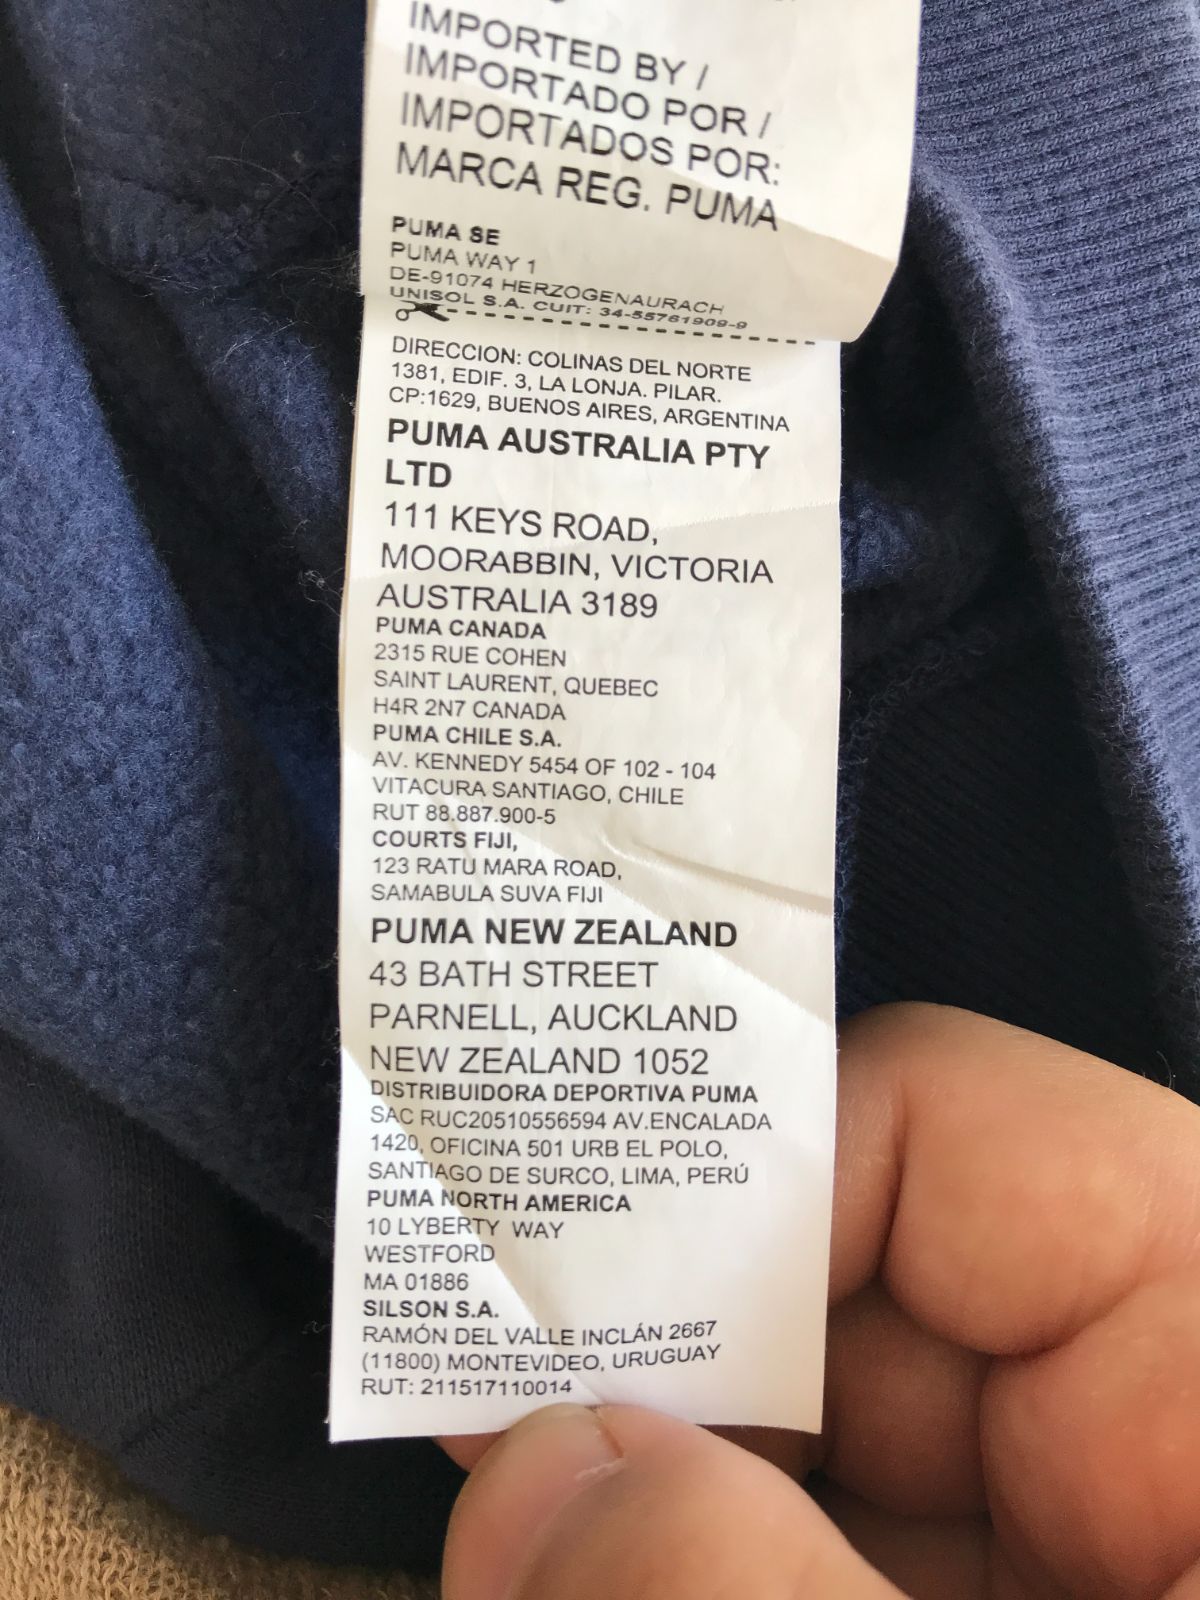 IMPORTED BY /
IMPORTADO POR /
IMPORTADOS POR:
MARCA REG. PUMA
PUMA SE
PUMA WAY 1
DE-91074 HERZOGENAURACH
UNISOL S.A. CUIT: 34-55761909-9
DIRECCION: COLINAS DEL NORTE
1381, EDIF. 3, LA LONJA. PILAR.
CP:1629, BUENOS AIRES, ARGENTINA
PUMA AUSTRALIA PTY
LTD
111 KEYS ROAD,
MOORABBIN, VICTORIA
AUSTRALIA 3189
PUMA CANADA
2315 RUE COHEN
SAINT LAURENT, QUEBEC
H4R 2N7 CANADA
PUMA CHILE S.A.
AV. KENNEDY 5454 OF 102 - 104
VITACURA SANTIAGO, CHILE
RUT 88.887.900-5
COURTS FIJI,
123 RATU MARA ROAD,
SAMABULA SUVA FIJI
PUMA NEW ZEALAND
43 BATH STREET
PARNELL, AUCKLAND
NEW ZEALAND 1052
DISTRIBUIDORA DEPORTIVA PUMA
SAC RUC20510556594 AV.ENCALADA
1420, OFICINA 501 URB EL POLO,
SANTIAGO DE SURCO, LIMA, PERÚ
PUMA NORTH AMERICA
10 LYBERTY WAY
WESTFORD
MA 01886
SILSON S.A.
RAMÓN DEL VALLE INCLÁN 2667
(11800) MONTEVIDEO, URUGUAY
RUT: 211517110014